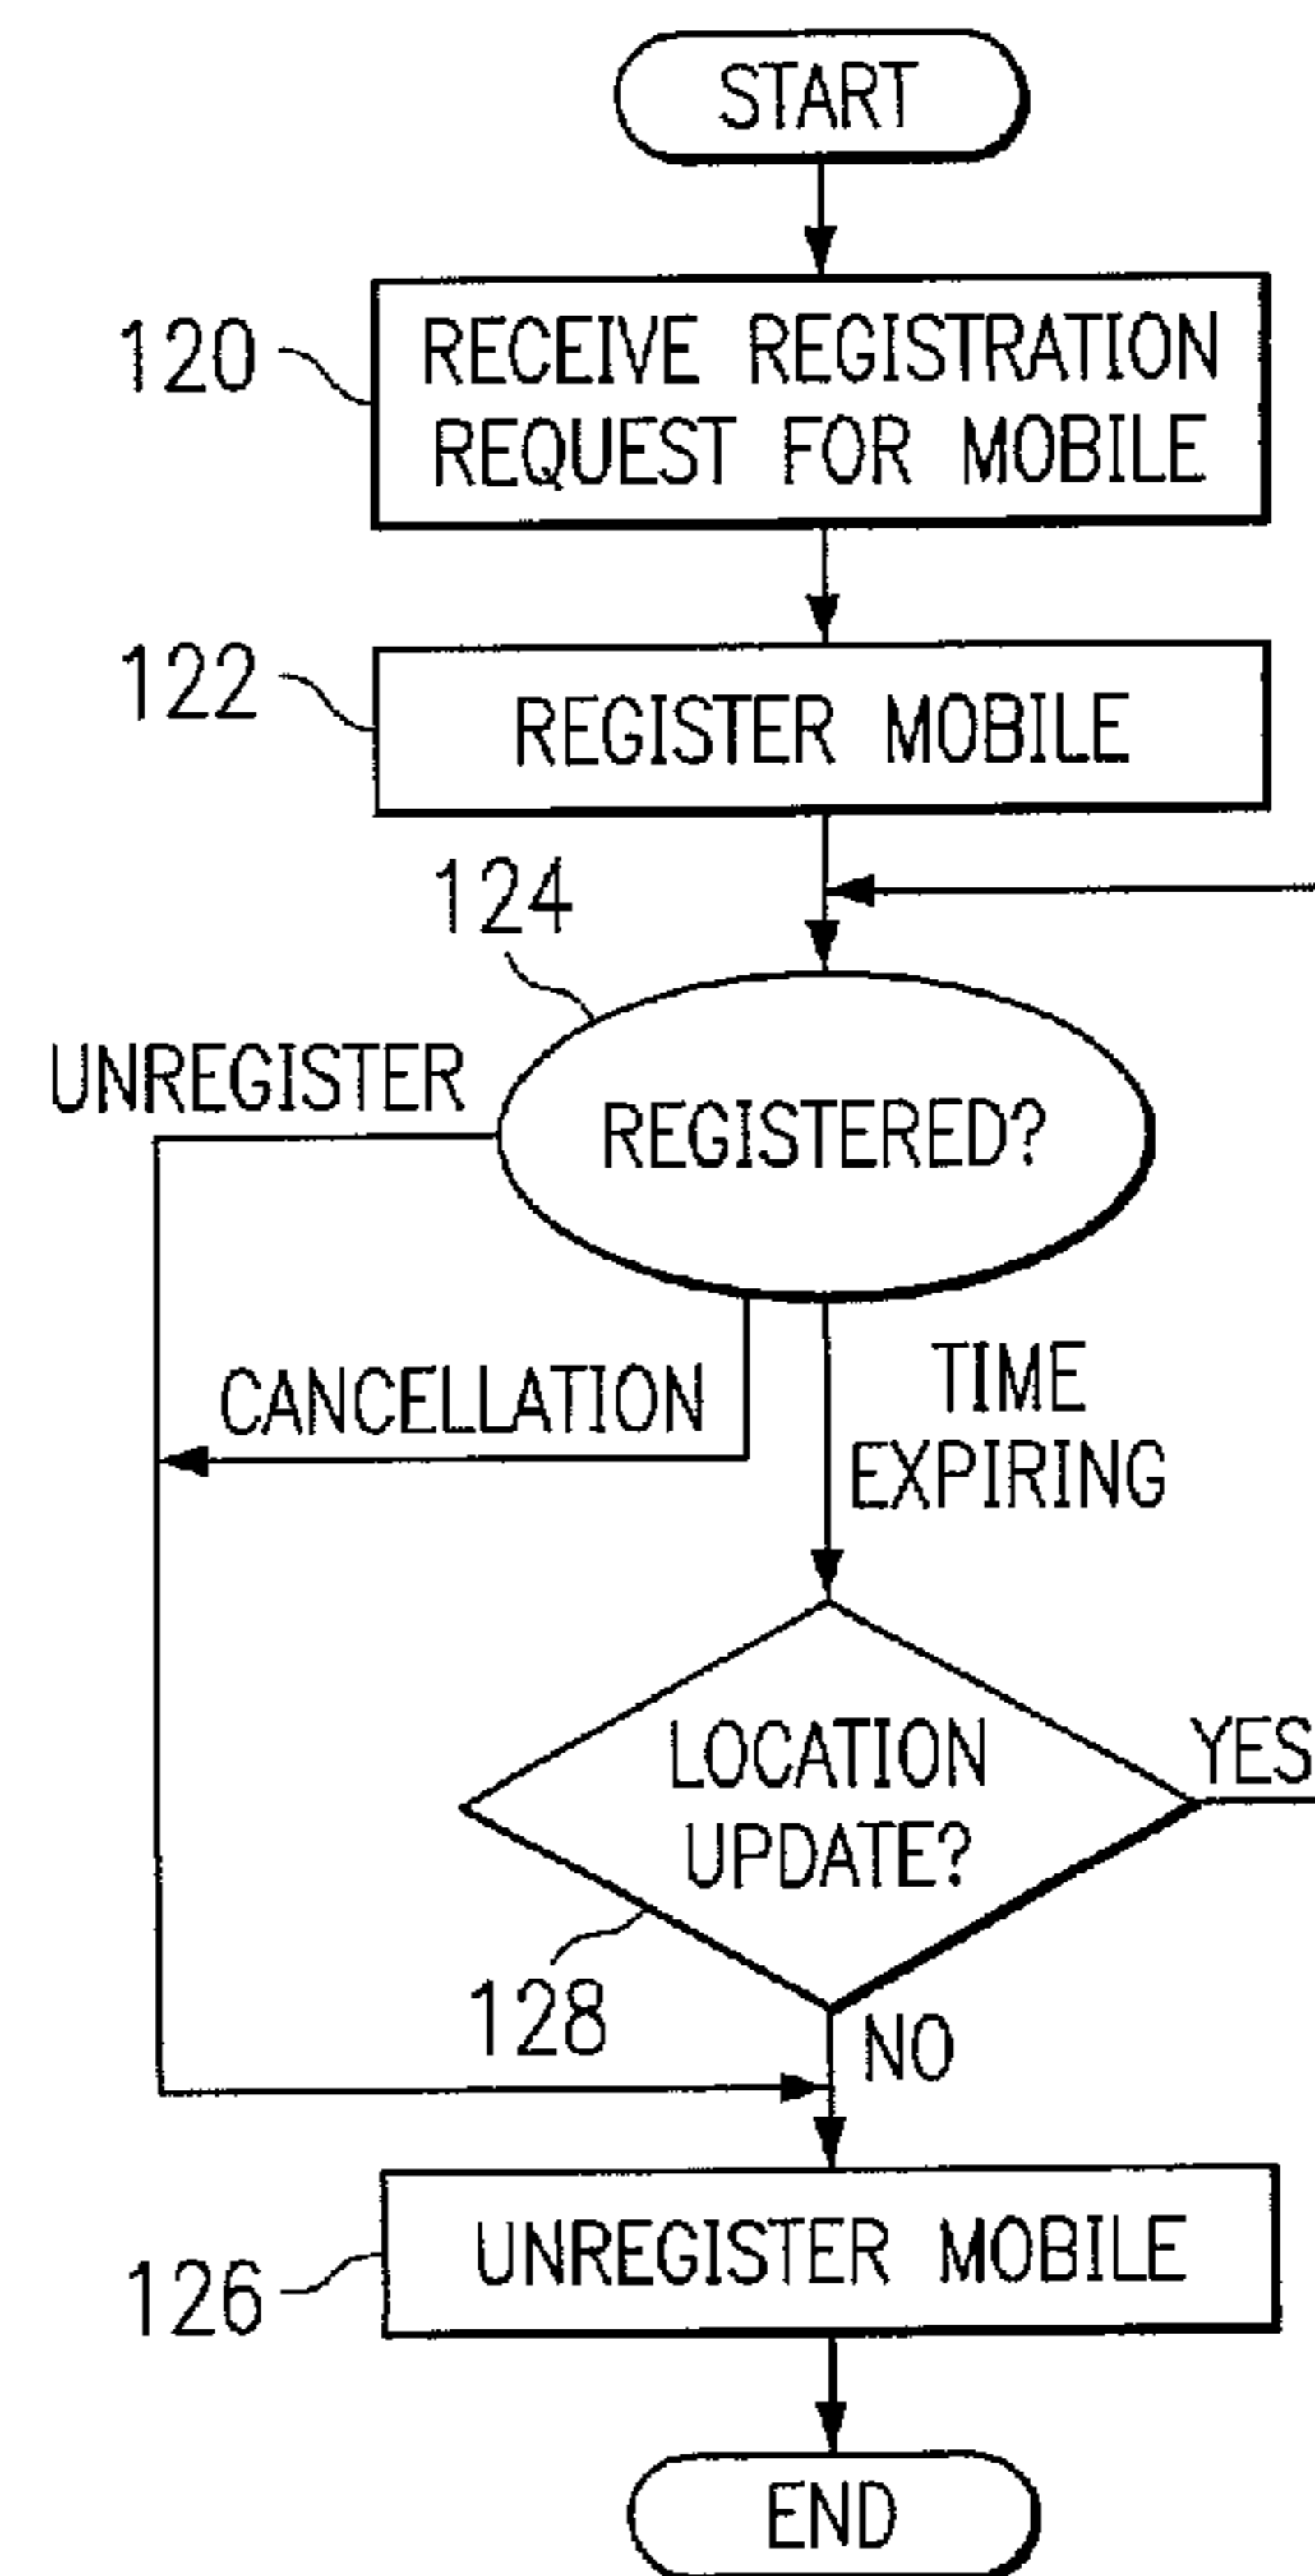 START
120
RECEIVE REGISTRATION
REQUEST FOR MOBILE
122
REGISTER MOBILE
124
UNREGISTER
REGISTERED?
CANCELLATION
TIME
EXPIRING
LOCATION
UPDATE?
YES
128
NO
126
UNREGISTER MOBILE
END